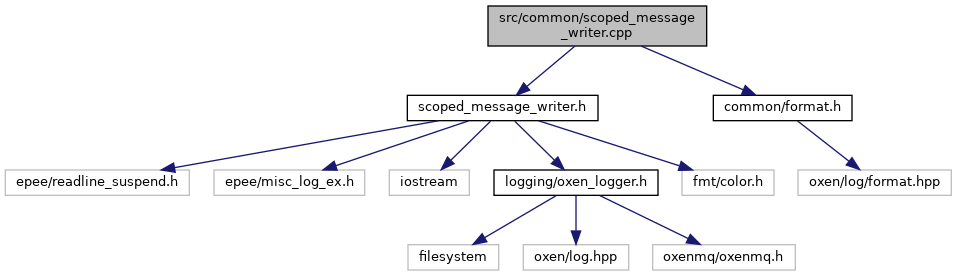 src/common/scoped_message
_writer.cpp
scoped_message_writer.h
common/format.h
epee/readline_suspend.h
epee/misc_log_ex.h
iostream
logging/oxen_logger.h
fmt/color.h
oxen/log/format.hpp
filesystem
oxen/log.hpp
oxenmq/oxenmq.h